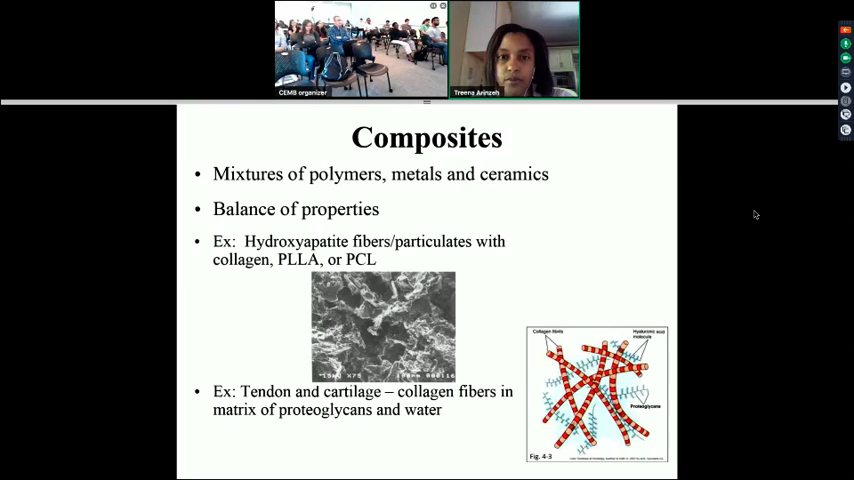 CEMB organizer
Treena Arinzeh
Composites
• Mixtures of polymers, metals and ceramics
• Balance of properties
• Ex: Hydroxyapatite fibers/particulates with
collagen, PLLA, or PCL
• Ex: Tendon and cartilage – collagen fibers in
matrix of proteoglycans and water
Collagen fibrils
Hyaluronic acid
molecule
Proteoglycans
Fig. 4-3